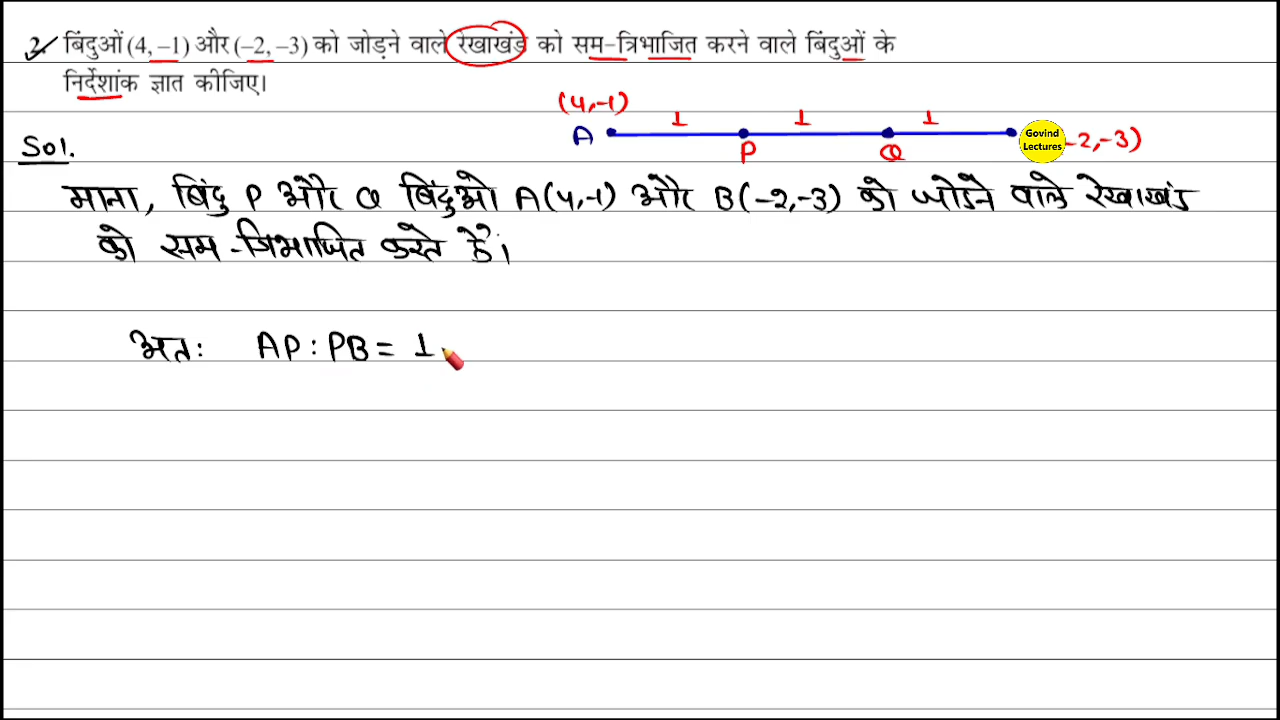 2. बिंदुओं (4, –1) और (–2, –3) को जोड़ने वाले रेखाखंड को सम-त्रिभाजित करने वाले बिंदुओं के
निर्देशांक ज्ञात कीजिए।
(4,-1) 1 1 1
Sol. A P Q Govind Lectures -2,-3)
माना, बिंदु P और Q बिंदुओ A(4,-1) और B(-2,-3) को जोडने वाले रेखाखंड
को सम-त्रिभाजित करते हैं।
अतः AP:PB = 1